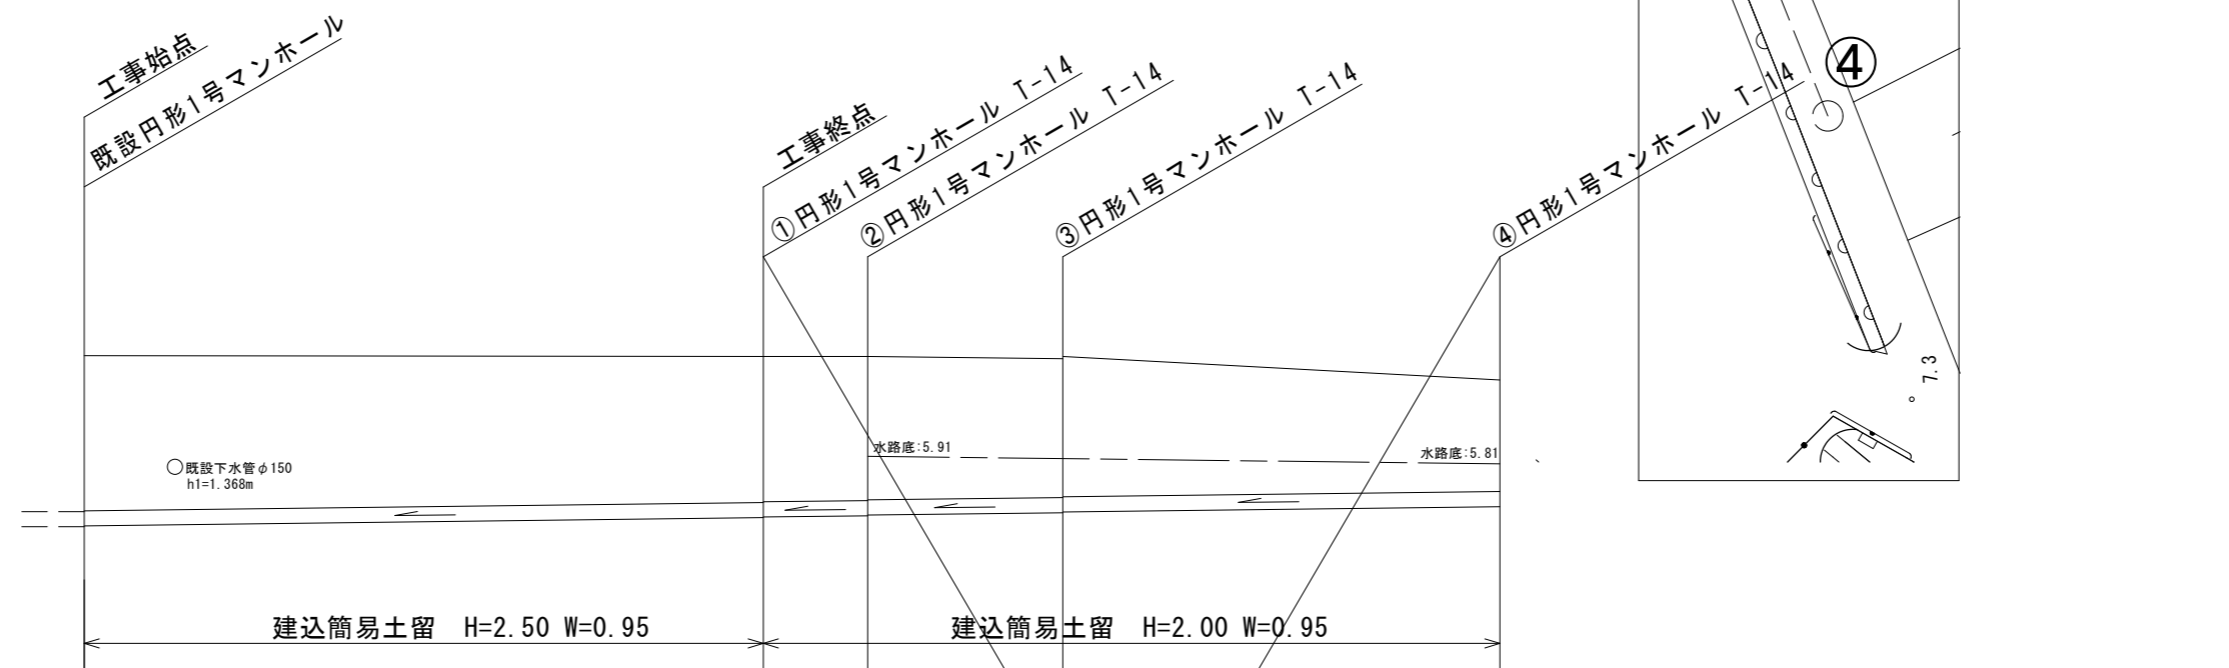 工事始点
既設円形1号マンホール
工事終点
①円形1号マンホール T-14
②円形1号マンホール T-14
③円形1号マンホール T-14
④円形1号マンホール T-14
④
7.3
水路底:5.91
水路底:5.81
○既設下水管φ150
h1=1.368m
建込簡易土留 H=2.50 W=0.95
建込簡易土留 H=2.00 W=0.95